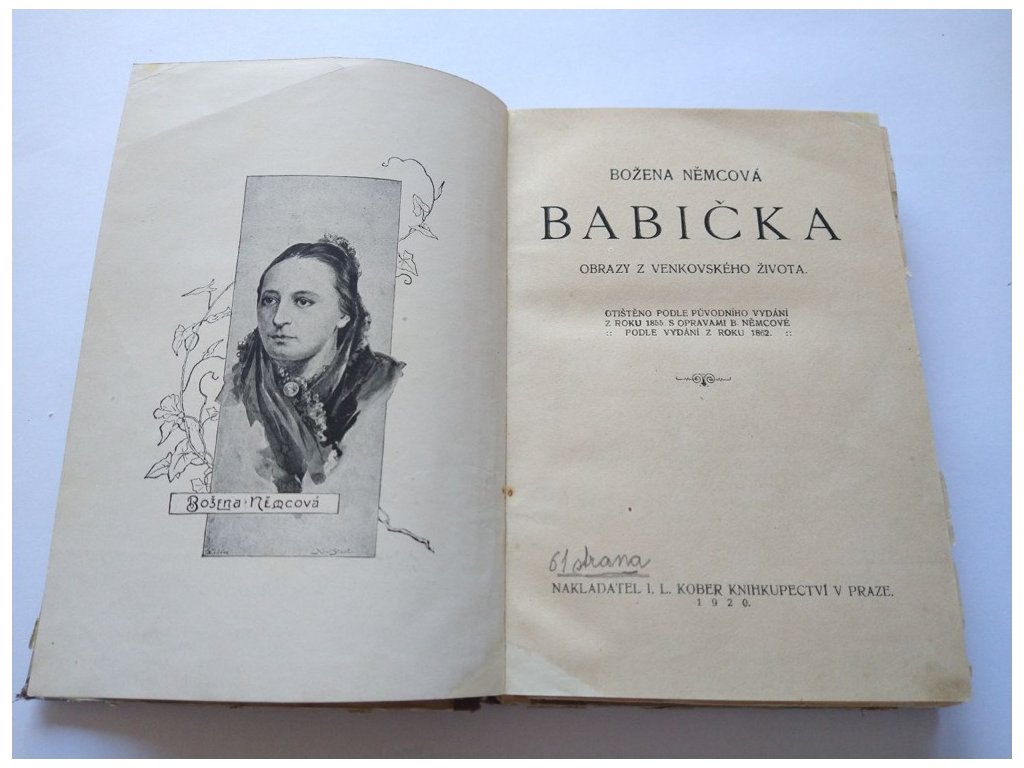 Božena Němcová
BOŽENA NĚMCOVÁ
BABIČKA
OBRAZY Z VENKOVSKÉHO ŽIVOTA.
OTIŠTĚNO PODLE PŮVODNÍHO VYDÁNÍ
Z ROKU 1855. S OPRAVAMI B. NĚMCOVÉ
:: PODLE VYDÁNÍ Z ROKU 1862. ::
61 strana
NAKLADATEL I. L. KOBER KNIHKUPECTVÍ V PRAZE.
1920.